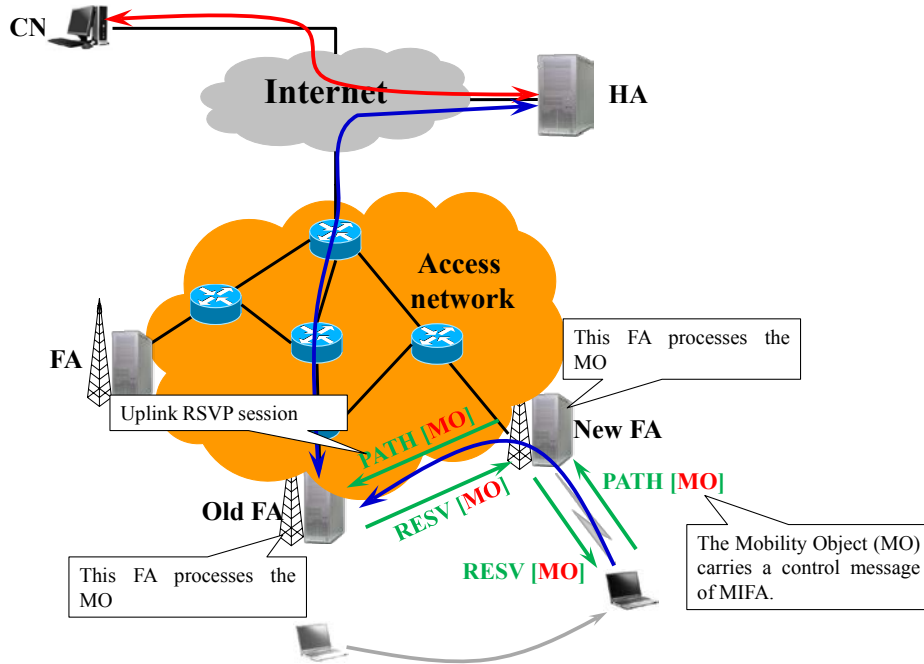 CN
Internet
HA
Access
network
This FA processes the
MO
FA
Uplink RSVP session
PATH [MO]
New FA
RESV [MO]
PATH [MO]
Old FA
RESV [MO]
This FA processes the
MO
The Mobility Object (MO)
carries a control message
of MIFA.